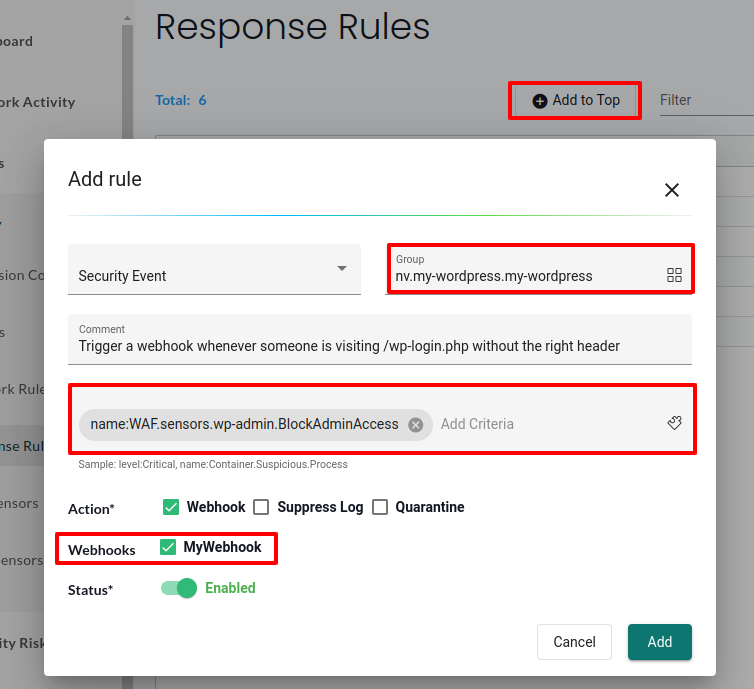 Response Rules
board
ork Activity
Total: 6
Add to Top
Filter
s
Add rule
y
Security Event
Group
nv.my-wordpress.my-wordpress
sion Co
Comment
Trigger a webhook whenever someone is visiting /wp-login.php without the right header
s
ork Rule
name:WAF.sensors.wp-admin.BlockAdminAccess
Add Criteria
nse Rul
Sample: level:Critical, name:Container.Suspicious.Process
ensors
Action*
Webhook
Suppress Log
Quarantine
Webhooks
MyWebhook
ensors
Status*
Enabled
ity Risk
Cancel
Add